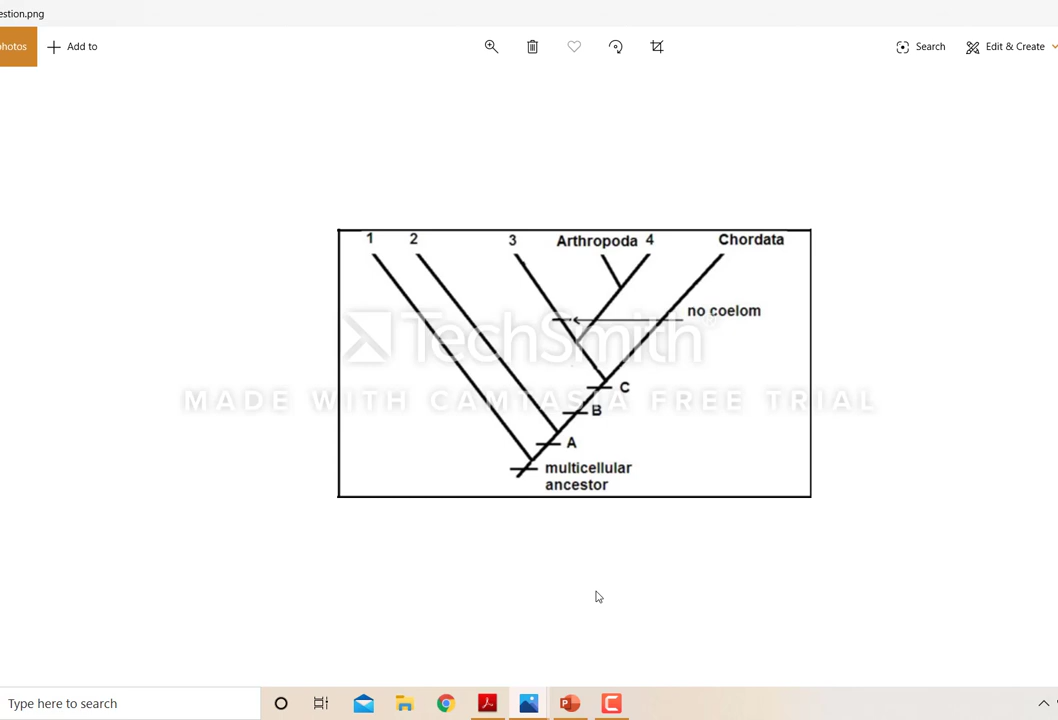 estion.png
photos
Add to
Search
Edit & Create
1 2 3 Arthropoda 4 Chordata
no coelom
C
B
A
multicellular
ancestor
TechSmith
MADE WITH CAMTASIA FREE TRIAL
Type here to search